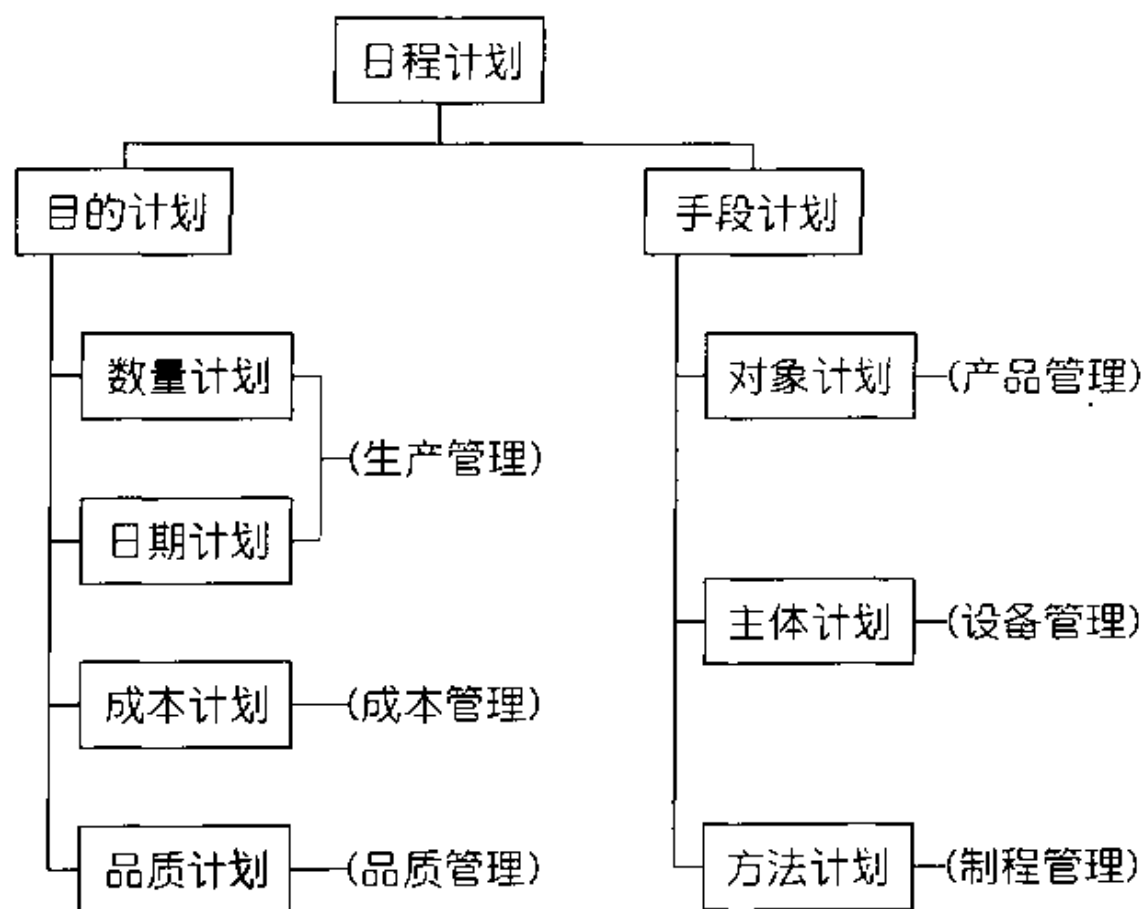 日程计划
目的计划
手段计划
数量计划
对象计划
(产品管理)
(生产管理)
日期计划
主体计划
(设备管理)
成本计划
(成本管理)
品质计划
(品质管理)
方法计划
(制程管理)